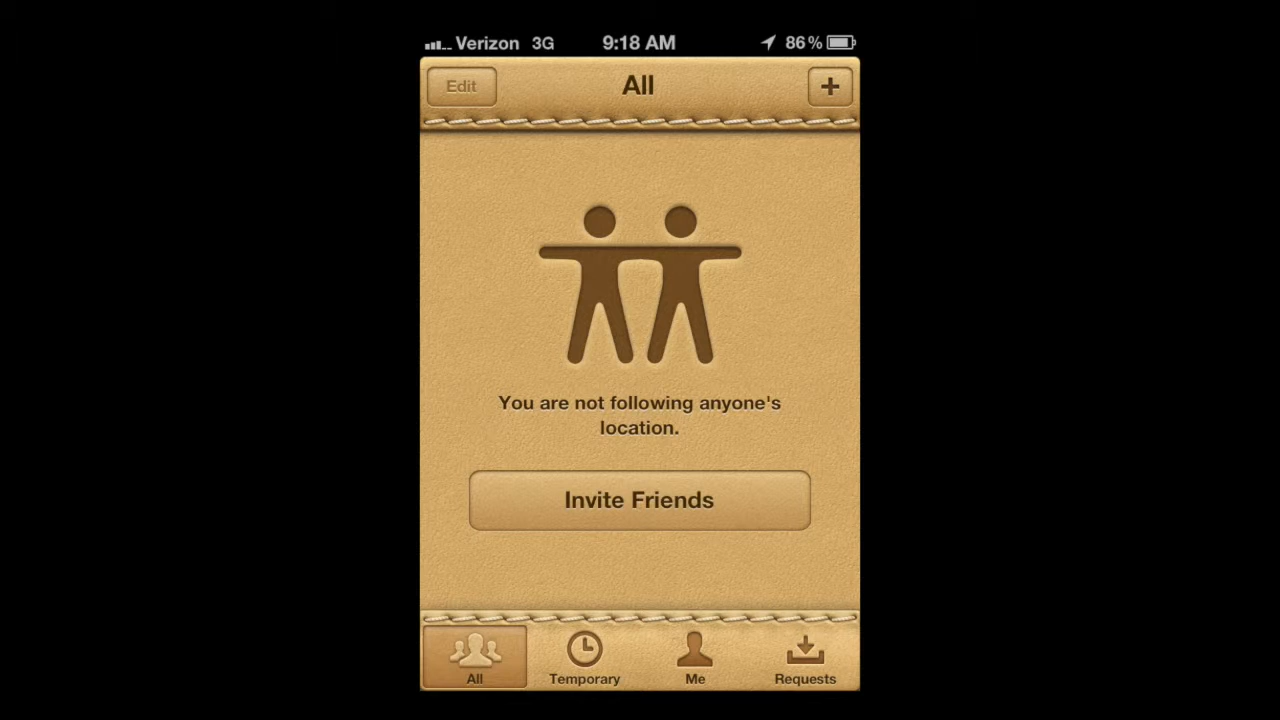 Verizon 3G 9:18 AM 86%
Edit All +
You are not following anyone's
location.
Invite Friends
All Temporary Me Requests